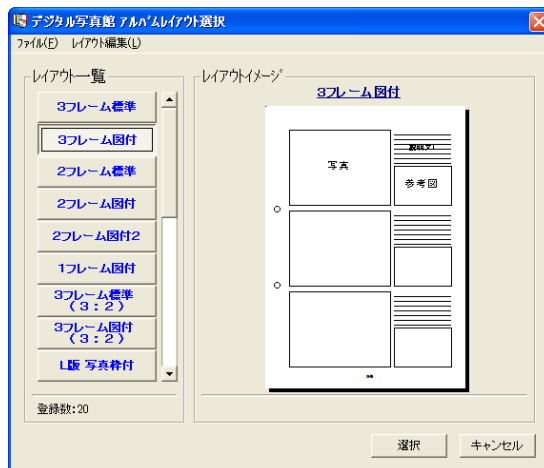 デジタル写真館 アルバムレイアウト選択
ファイル(F) レイアウト編集(L)
レイアウト一覧
3フレーム標準
3フレーム図付
2フレーム標準
2フレーム図付
2フレーム図付2
1フレーム図付
3フレーム標準
(3:2)
3フレーム図付
(3:2)
L版 写真枠付
登録数:20
レイアウトイメージ
3フレーム図付
写真
説明文1
参考図
選択
キャンセル